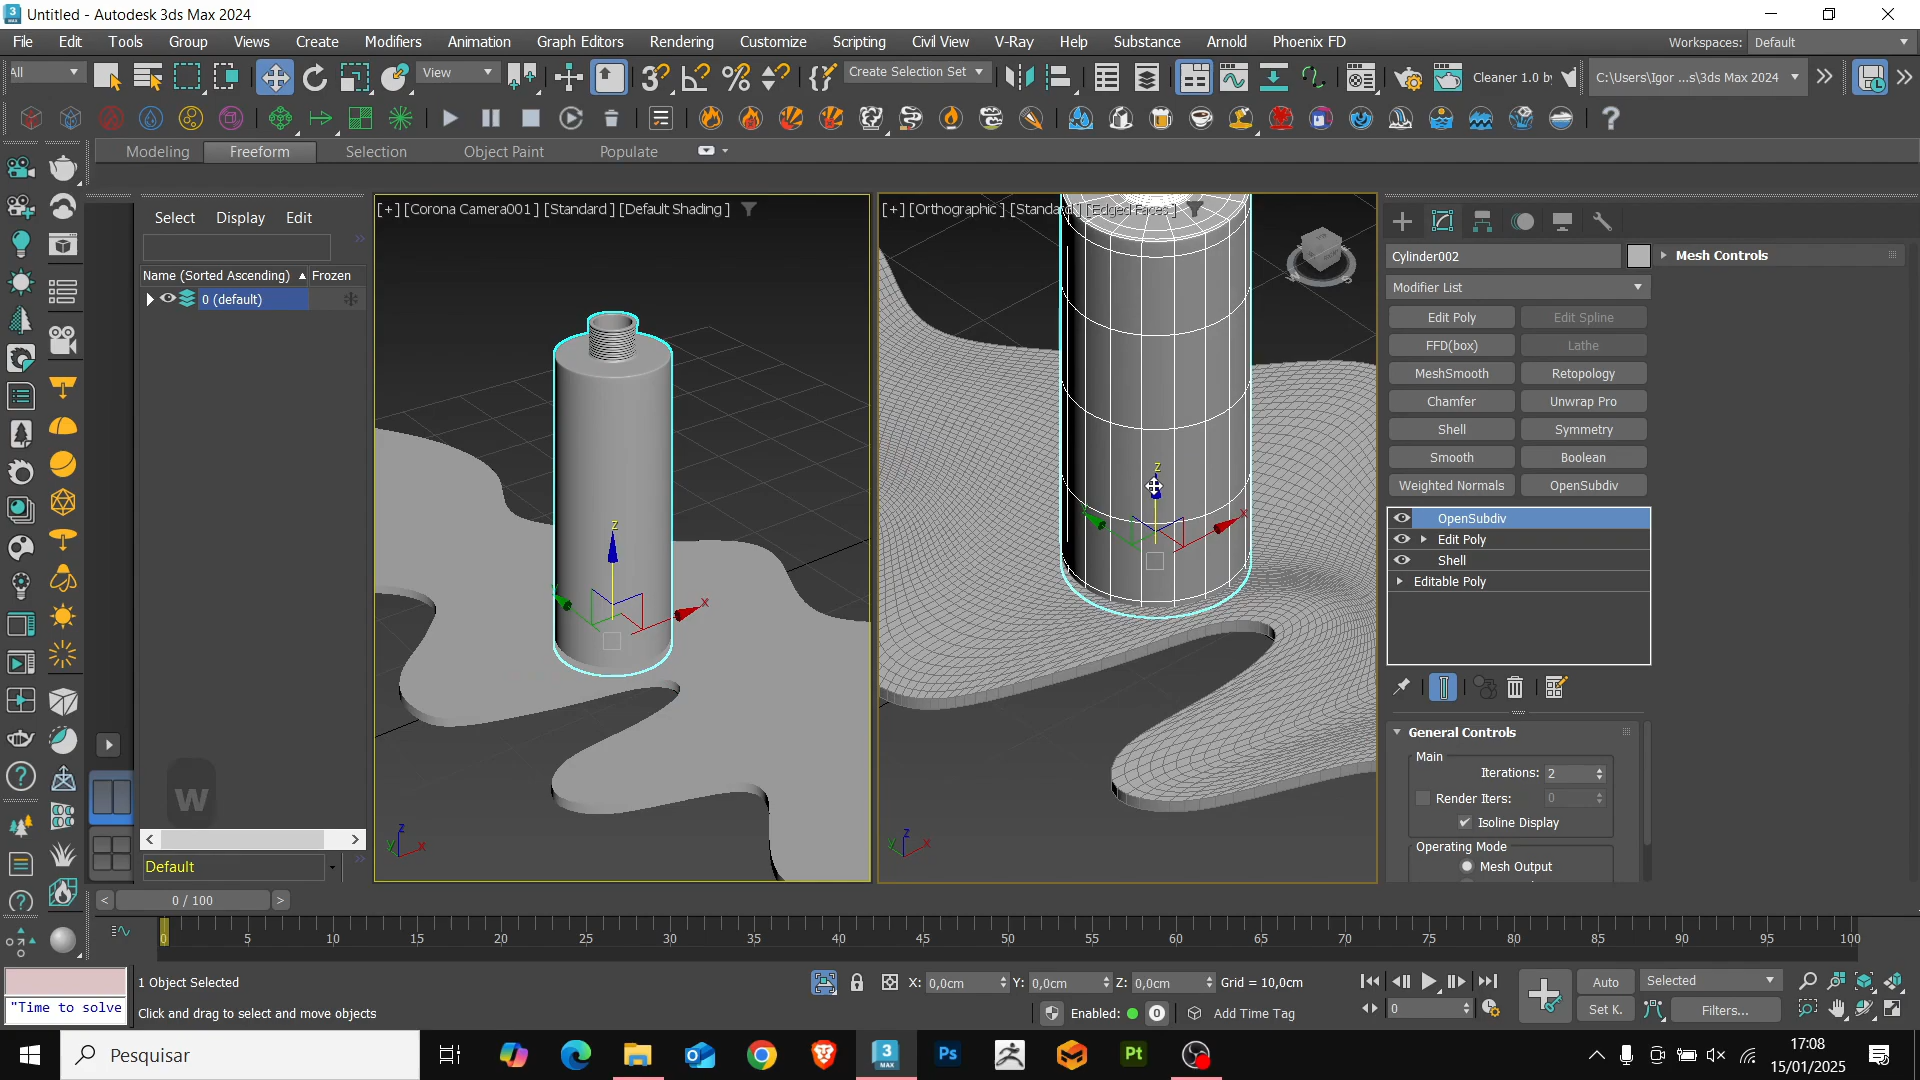 Untitled - Autodesk 3ds Max 2024
File Edit Tools Group Views Create Modifiers Animation Graph Editors Rendering Customize Scripting Civil View V-Ray Help Substance Arnold Phoenix FD
Workspaces: Default
All View Create Selection Set Cleaner 1.0 by C:\Users\Igor ...s\3ds Max 2024
Modeling Freeform Selection Object Paint Populate
Select Display Edit
Name (Sorted Ascending) Frozen
0 (default)
[+] [Corona Camera001 ] [Standard ] [Default Shading ]
[+] [Orthographic ] [Standard ] [Edged Faces ]
Cylinder002
Mesh Controls
Modifier List
Edit Poly Edit Spline
FFD(box) Lathe
MeshSmooth Retopology
Chamfer Unwrap Pro
Shell Symmetry
Smooth Boolean
Weighted Normals OpenSubdiv
OpenSubdiv
Edit Poly
Shell
Editable Poly
General Controls
Main
Iterations: 2
Render Iters: 0
Isoline Display
Operating Mode
Mesh Output
z
x
z
x
z
y
x
z
y
x
w
Default
0 / 100
0 5 10 15 20 25 30 35 40 45 50 55 60 65 70 75 80 85 90 95 100
"Time to solve
1 Object Selected
Click and drag to select and move objects
X: 0,0cm Y: 0,0cm Z: 0,0cm Grid = 10,0cm
Enabled: 0 Add Time Tag
0
Auto Selected
Set K. Filters...
Pesquisar
17:08
15/01/2025